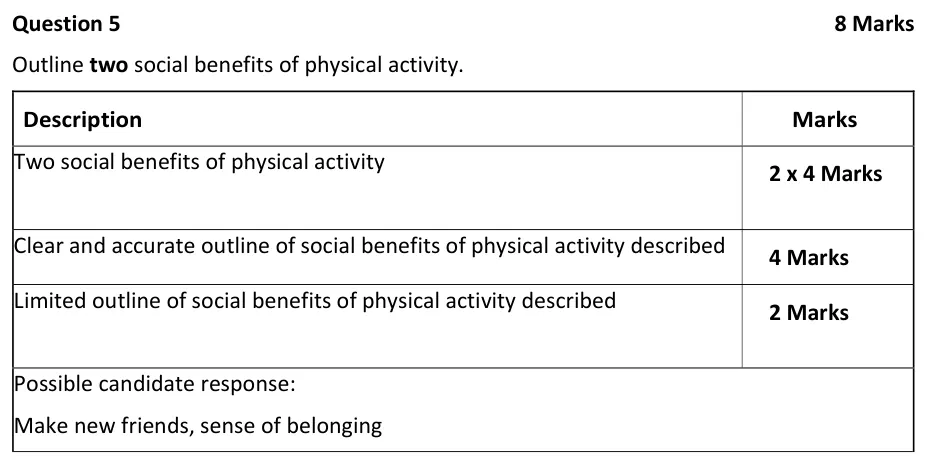 Question 5 8 Marks
Outline two social benefits of physical activity.
Description Marks
Two social benefits of physical activity 2 x 4 Marks
Clear and accurate outline of social benefits of physical activity described 4 Marks
Limited outline of social benefits of physical activity described 2 Marks
Possible candidate response:
Make new friends, sense of belonging